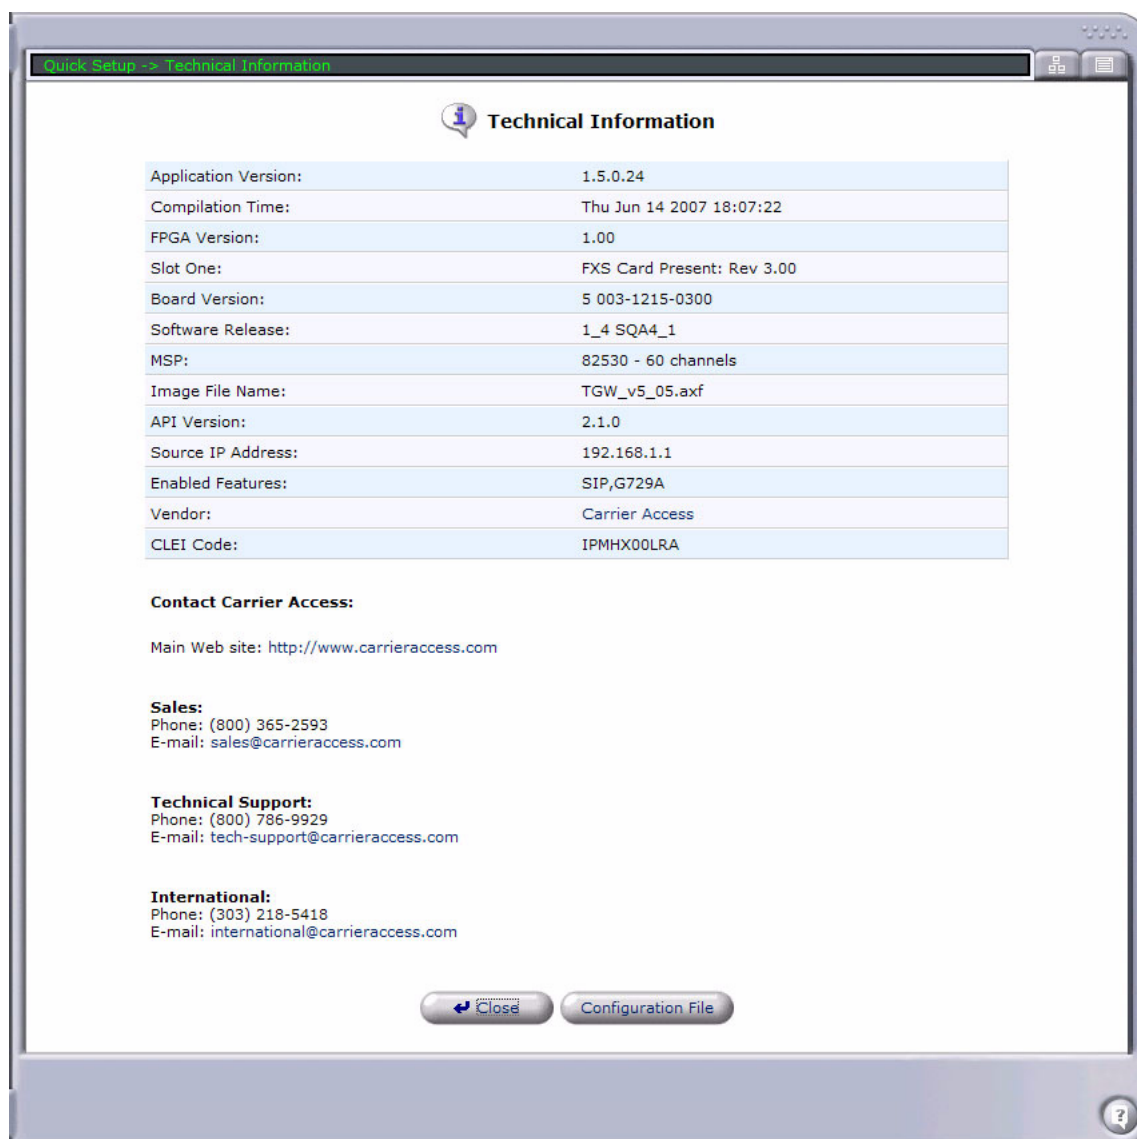 Quick Setup -> Technical Information
Technical Information
Application Version: 1.5.0.24
Compilation Time: Thu Jun 14 2007 18:07:22
FPGA Version: 1.00
Slot One: FXS Card Present: Rev 3.00
Board Version: 5 003-1215-0300
Software Release: 1_4 SQA4_1
MSP: 82530 - 60 channels
Image File Name: TGW_v5_05.axf
API Version: 2.1.0
Source IP Address: 192.168.1.1
Enabled Features: SIP,G729A
Vendor: Carrier Access
CLEI Code: IPMHX00LRA
Contact Carrier Access:
Main Web site: http://www.carrieraccess.com
Sales:
Phone: (800) 365-2593
E-mail: sales@carrieraccess.com
Technical Support:
Phone: (800) 786-9929
E-mail: tech-support@carrieraccess.com
International:
Phone: (303) 218-5418
E-mail: international@carrieraccess.com
Close Configuration File
?